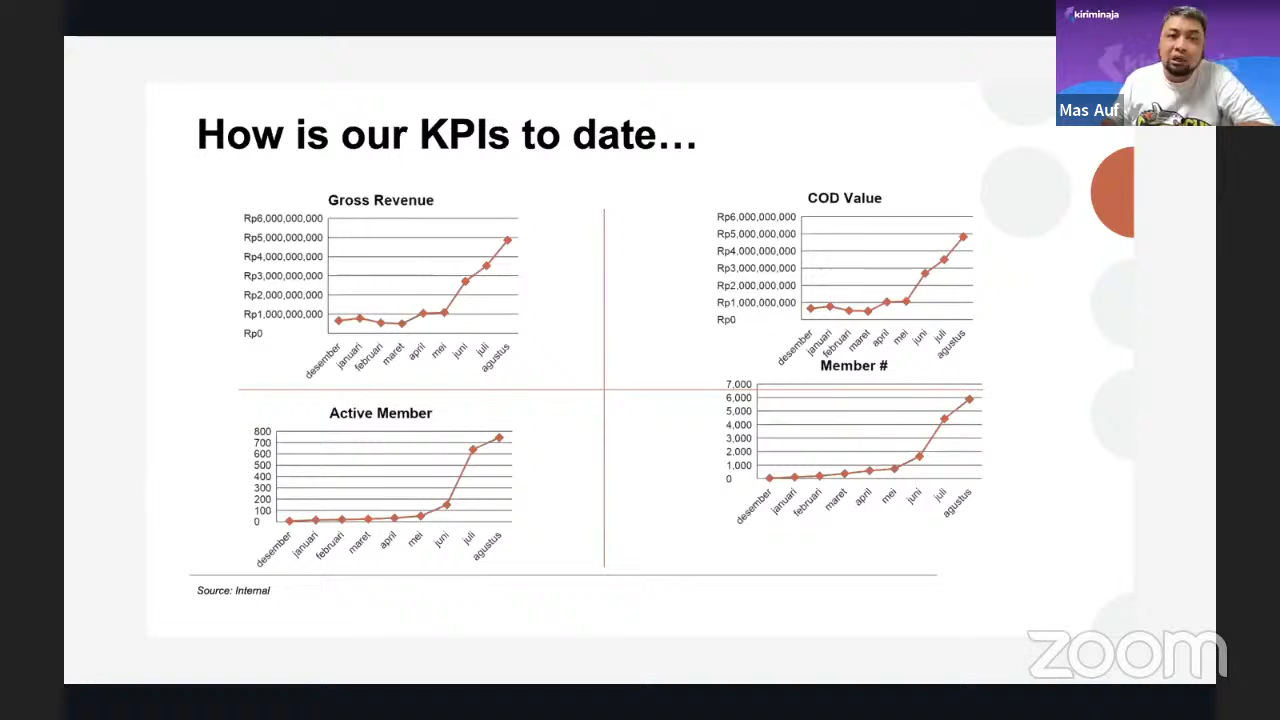 kiriminaja
Mas Auf
How is our KPIs to date…
Gross Revenue
Rp6,000,000,000
Rp5,000,000,000
Rp4,000,000,000
Rp3,000,000,000
Rp2,000,000,000
Rp1,000,000,000
Rp0
desember
januari
februari
maret
april
mei
juni
juli
agustus
COD Value
Rp6,000,000,000
Rp5,000,000,000
Rp4,000,000,000
Rp3,000,000,000
Rp2,000,000,000
Rp1,000,000,000
Rp0
desember
januari
februari
maret
april
mei
juni
juli
agustus
Active Member
800
700
600
500
400
300
200
100
0
desember
januari
februari
maret
april
mei
juni
juli
agustus
Member #
7,000
6,000
5,000
4,000
3,000
2,000
1,000
0
desember
januari
februari
maret
april
mei
juni
juli
agustus
Source: Internal
zoom